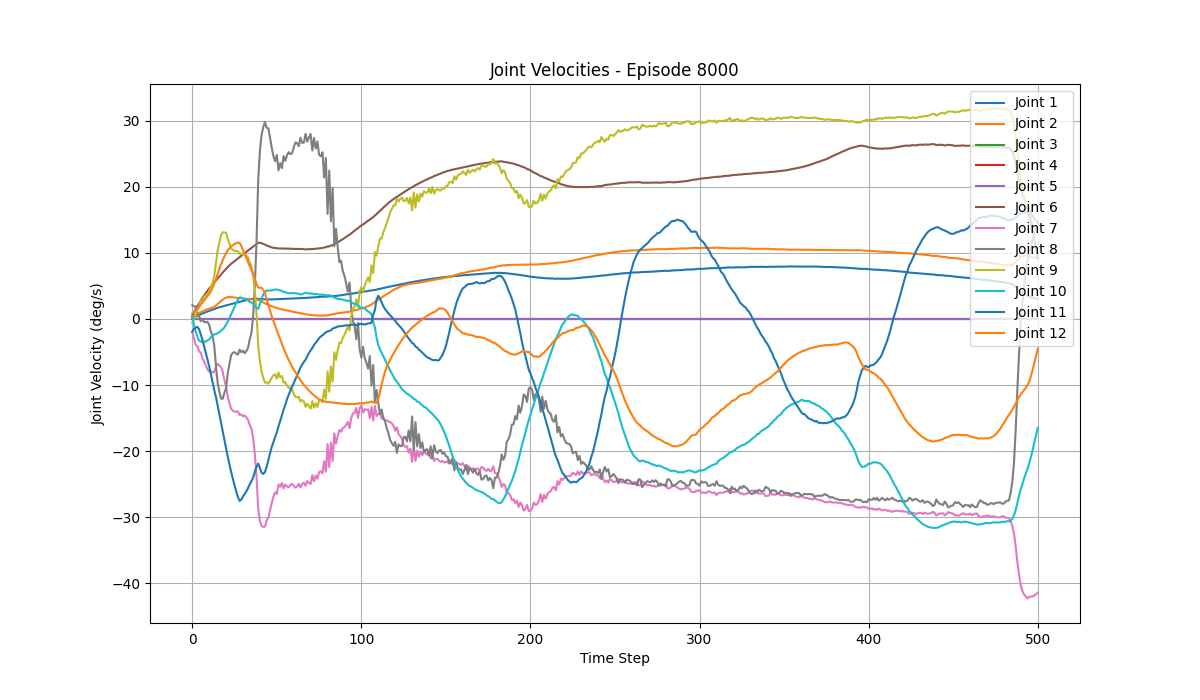 Joint Velocities - Episode 8000
Joint Velocity (deg/s)
30
20
10
0
−10
−20
−30
−40
0
100
200
300
400
500
Time Step
Joint 1
Joint 2
Joint 3
Joint 4
Joint 5
Joint 6
Joint 7
Joint 8
Joint 9
Joint 10
Joint 11
Joint 12